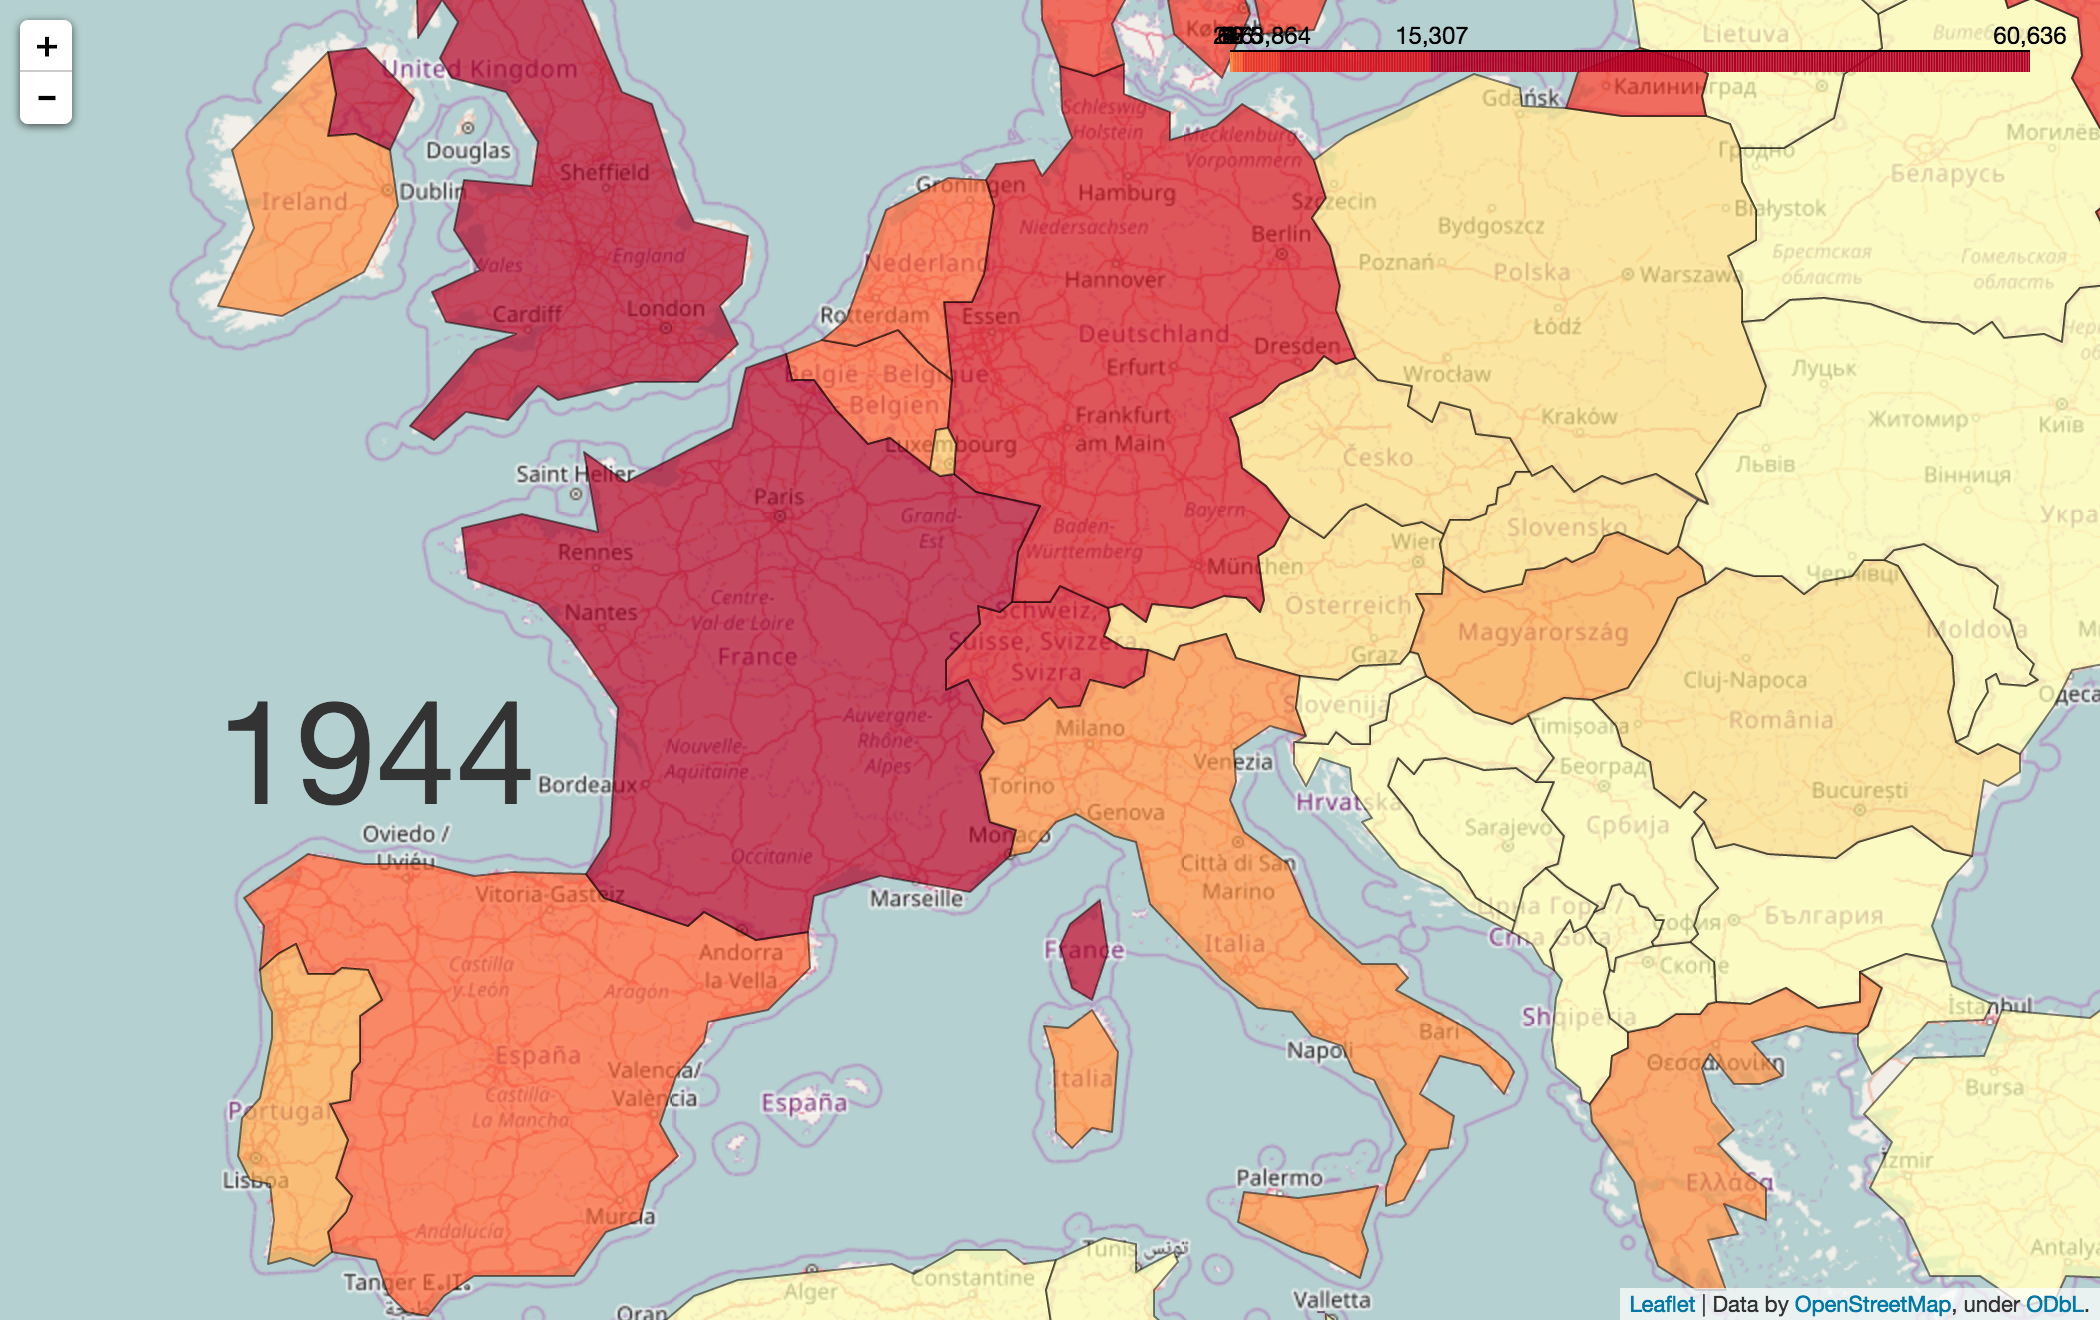 +
−
United Kingdom
København
3,864
15,307
60,636
Lietuva
Калининград
Gdańsk
Schleswig-
Holstein
Mecklenburg-
Vorpommern
Douglas
Sheffield
Могилёв
Гродно
Беларусь
Ireland
Dublin
Groningen
Hamburg
Szczecin
Białystok
Niedersachsen
Berlin
Bydgoszcz
Wales
England
Nederland
Hannover
Poznań
Polska
Warszawa
Брестская
область
Гомельская
область
Cardiff
London
Rotterdam
Essen
Deutschland
Dresden
Łódź
België - Belgique
Belgien
Erfurt
Wrocław
Луцьк
Frankfurt
am Main
Kraków
Житомир
Київ
Luxembourg
Česko
Львів
Вінниця
Saint Helier
Paris
Grand-
Est
Baden-
Württemberg
Bayern
Slovensko
Укра
Rennes
München
Wien
Чернівці
Nantes
Centre-
Val de Loire
Schweiz,
Suisse, Svizzera,
Svizra
Österreich
Magyarország
Moldova
France
Graz
Cluj-Napoca
Одеса
1944
Auvergne-
Rhône-
Alpes
Nouvelle-
Aquitaine
Milano
Slovenija
Timișoara
România
Bordeaux
Torino
Venezia
Београд
București
Genova
Hrvatska
Oviedo /
Uviéu
Monaco
Sarajevo
Србија
Occitanie
Città di San
Marino
Vitoria-Gasteiz
Marseille
Црна Гора /
Crna Gora
София
България
Castilla
y León
Aragón
Andorra
la Vella
France
Italia
Скопје
İstanbul
España
Shqipëria
Bari
Napoli
Θεσσαλονίκη
Valencia/
València
Castilla-
La Mancha
España
Italia
Bursa
Portugal
Lisboa
Palermo
Ελλάδα
İzmir
Murcia
Andalucía
Tunis تونس
Antalya
Tanger
Alger
Constantine
Oran
Valletta
Leaflet | Data by OpenStreetMap, under ODbL.